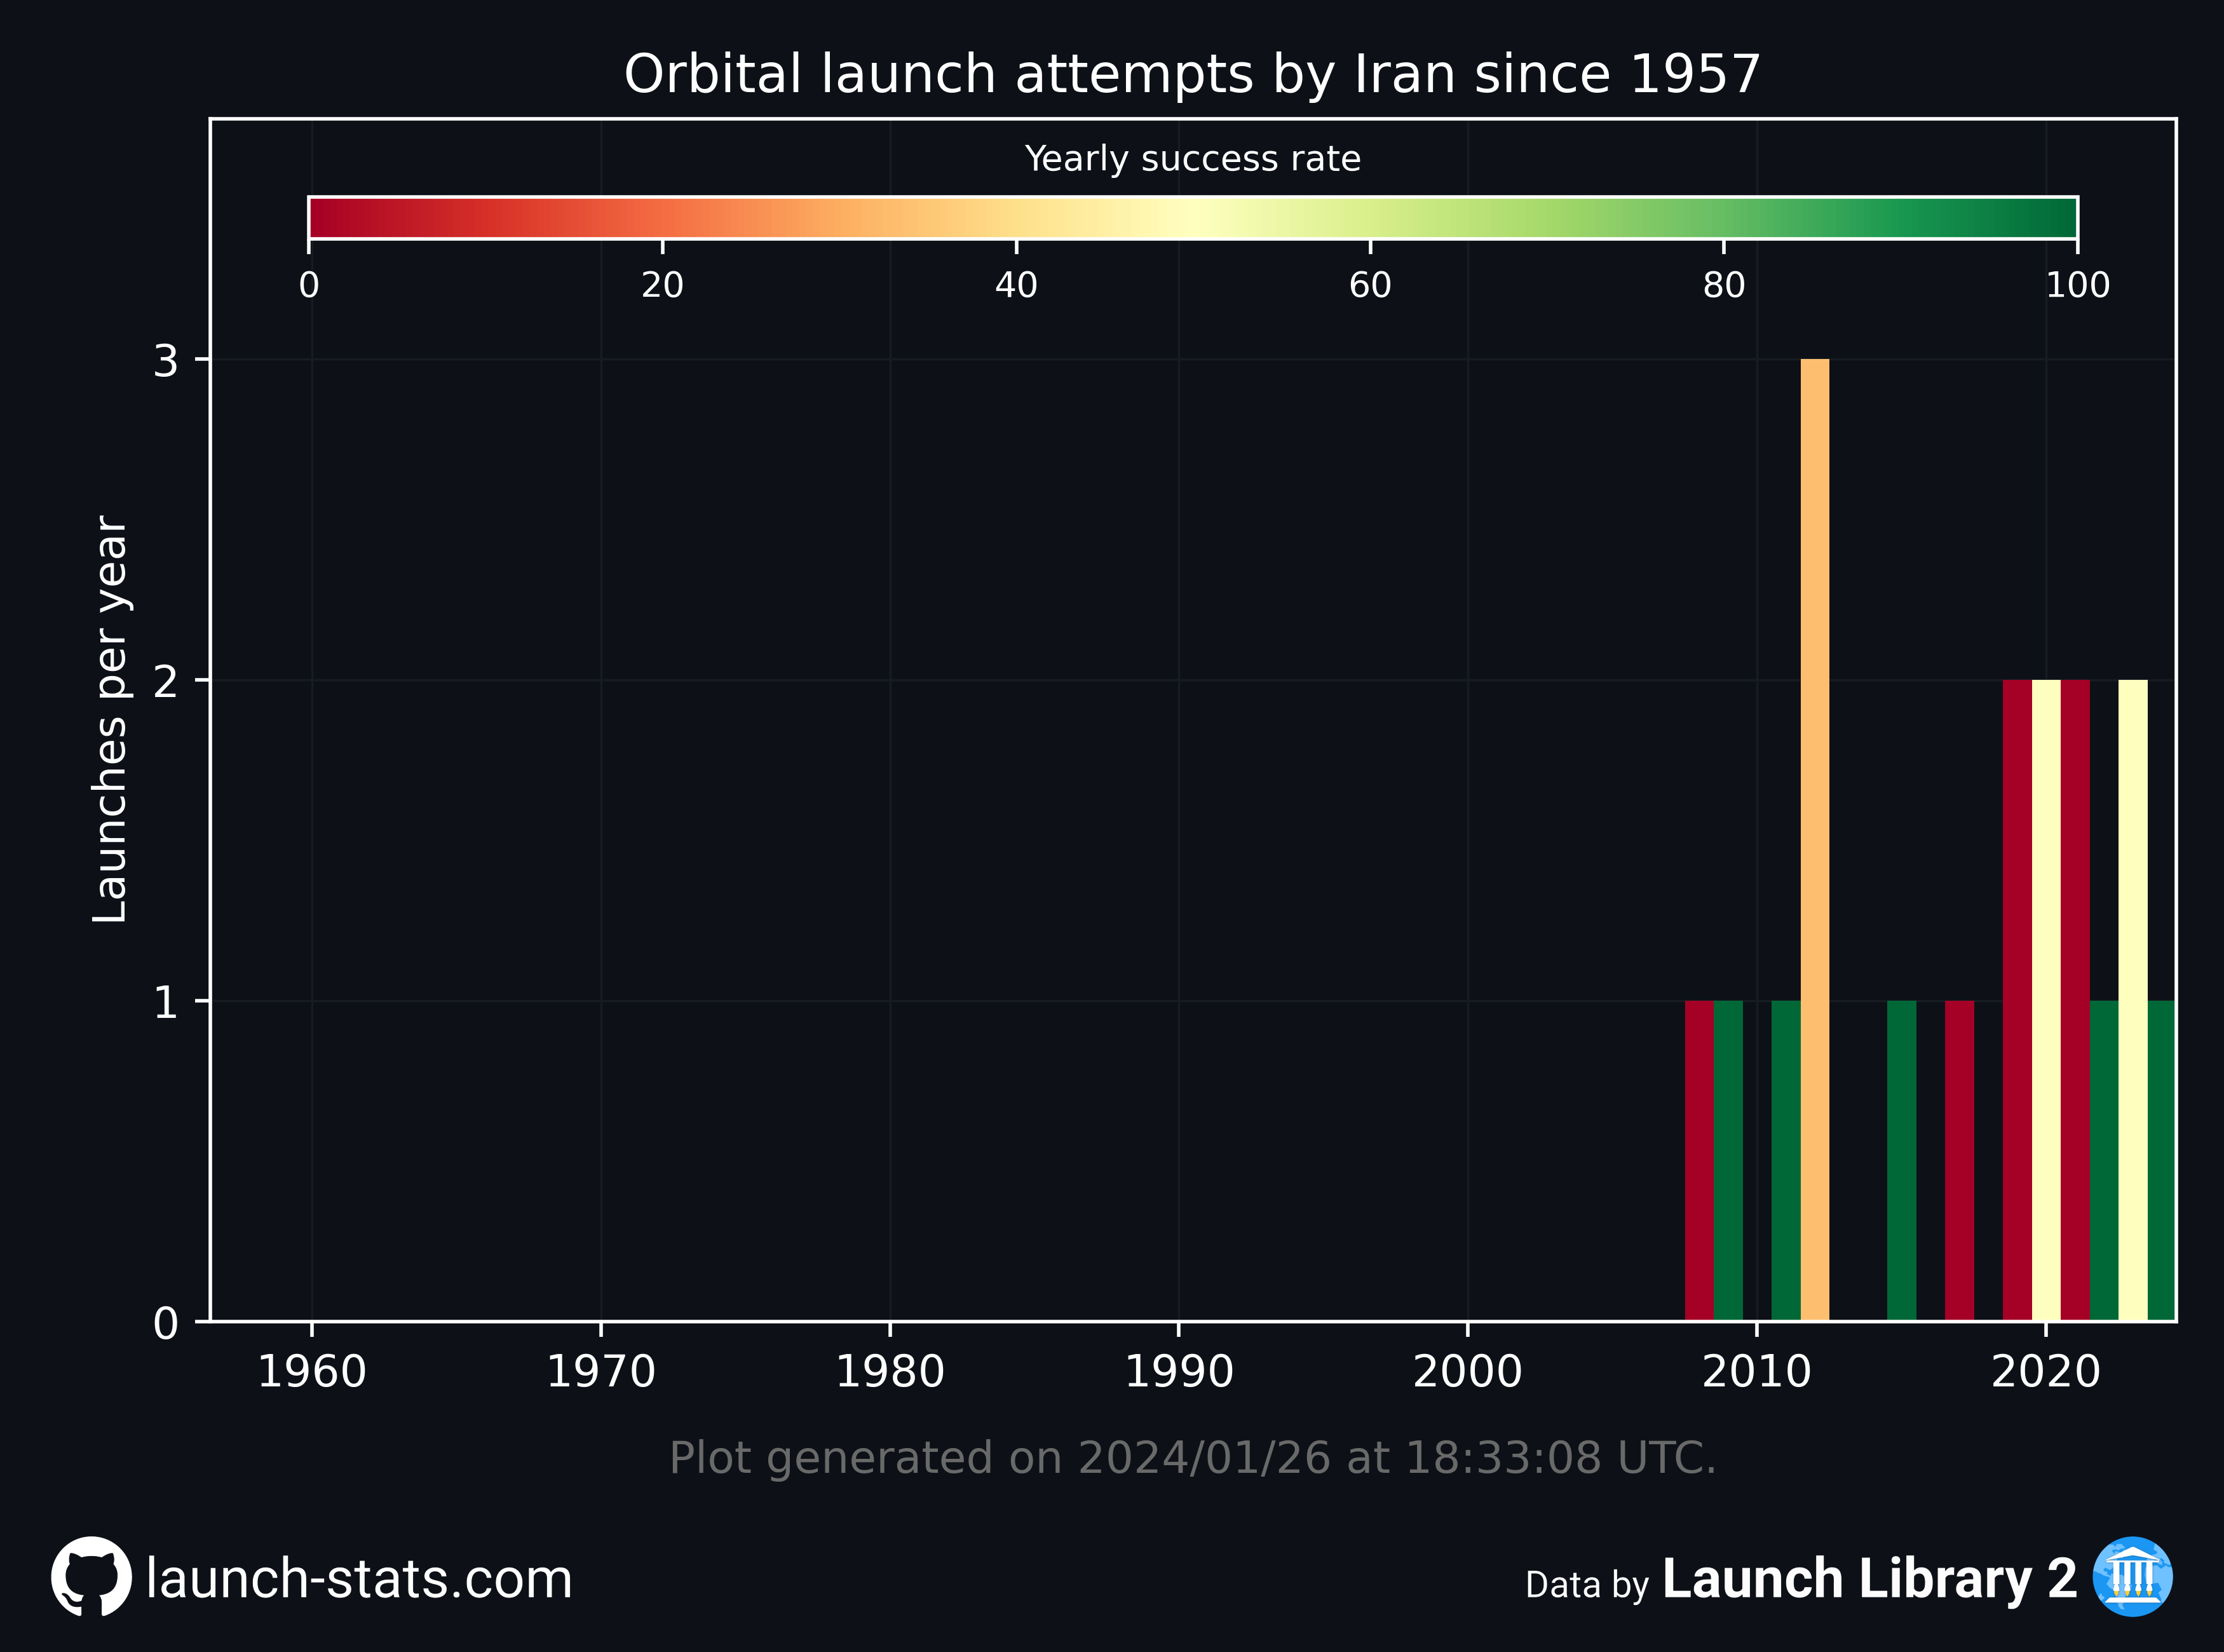 Orbital launch attempts by Iran since 1957
Yearly success rate
0 20 40 60 80 100
Launches per year
3
2
1
0
1960 1970 1980 1990 2000 2010 2020
Plot generated on 2024/01/26 at 18:33:08 UTC.
launch-stats.com
Data by Launch Library 2